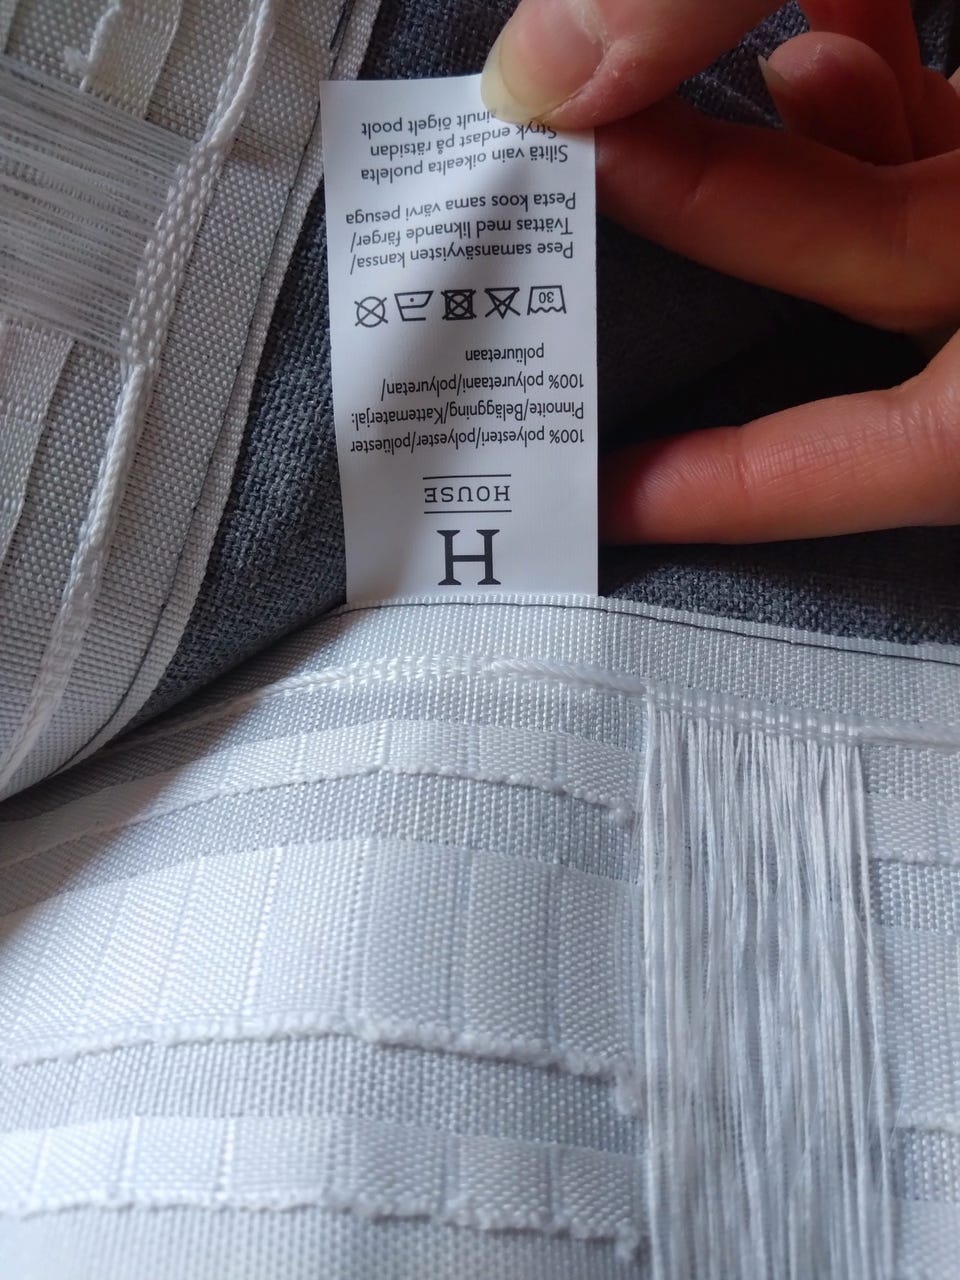 H
HOUSE
100% polyesteri/polyester/polüester
Pinnoite/Beläggning/Kattematerjal:
100% polyuretaani/polyuretan/
polüuretaan
30
Pese samansävyisten kanssa/
Tvättas med liknande färger/
Pesta koos sama värvi pesuga
Silitä vain oikealta puolelta
Stryk endast på rätsidan
ainult õigelt poolt